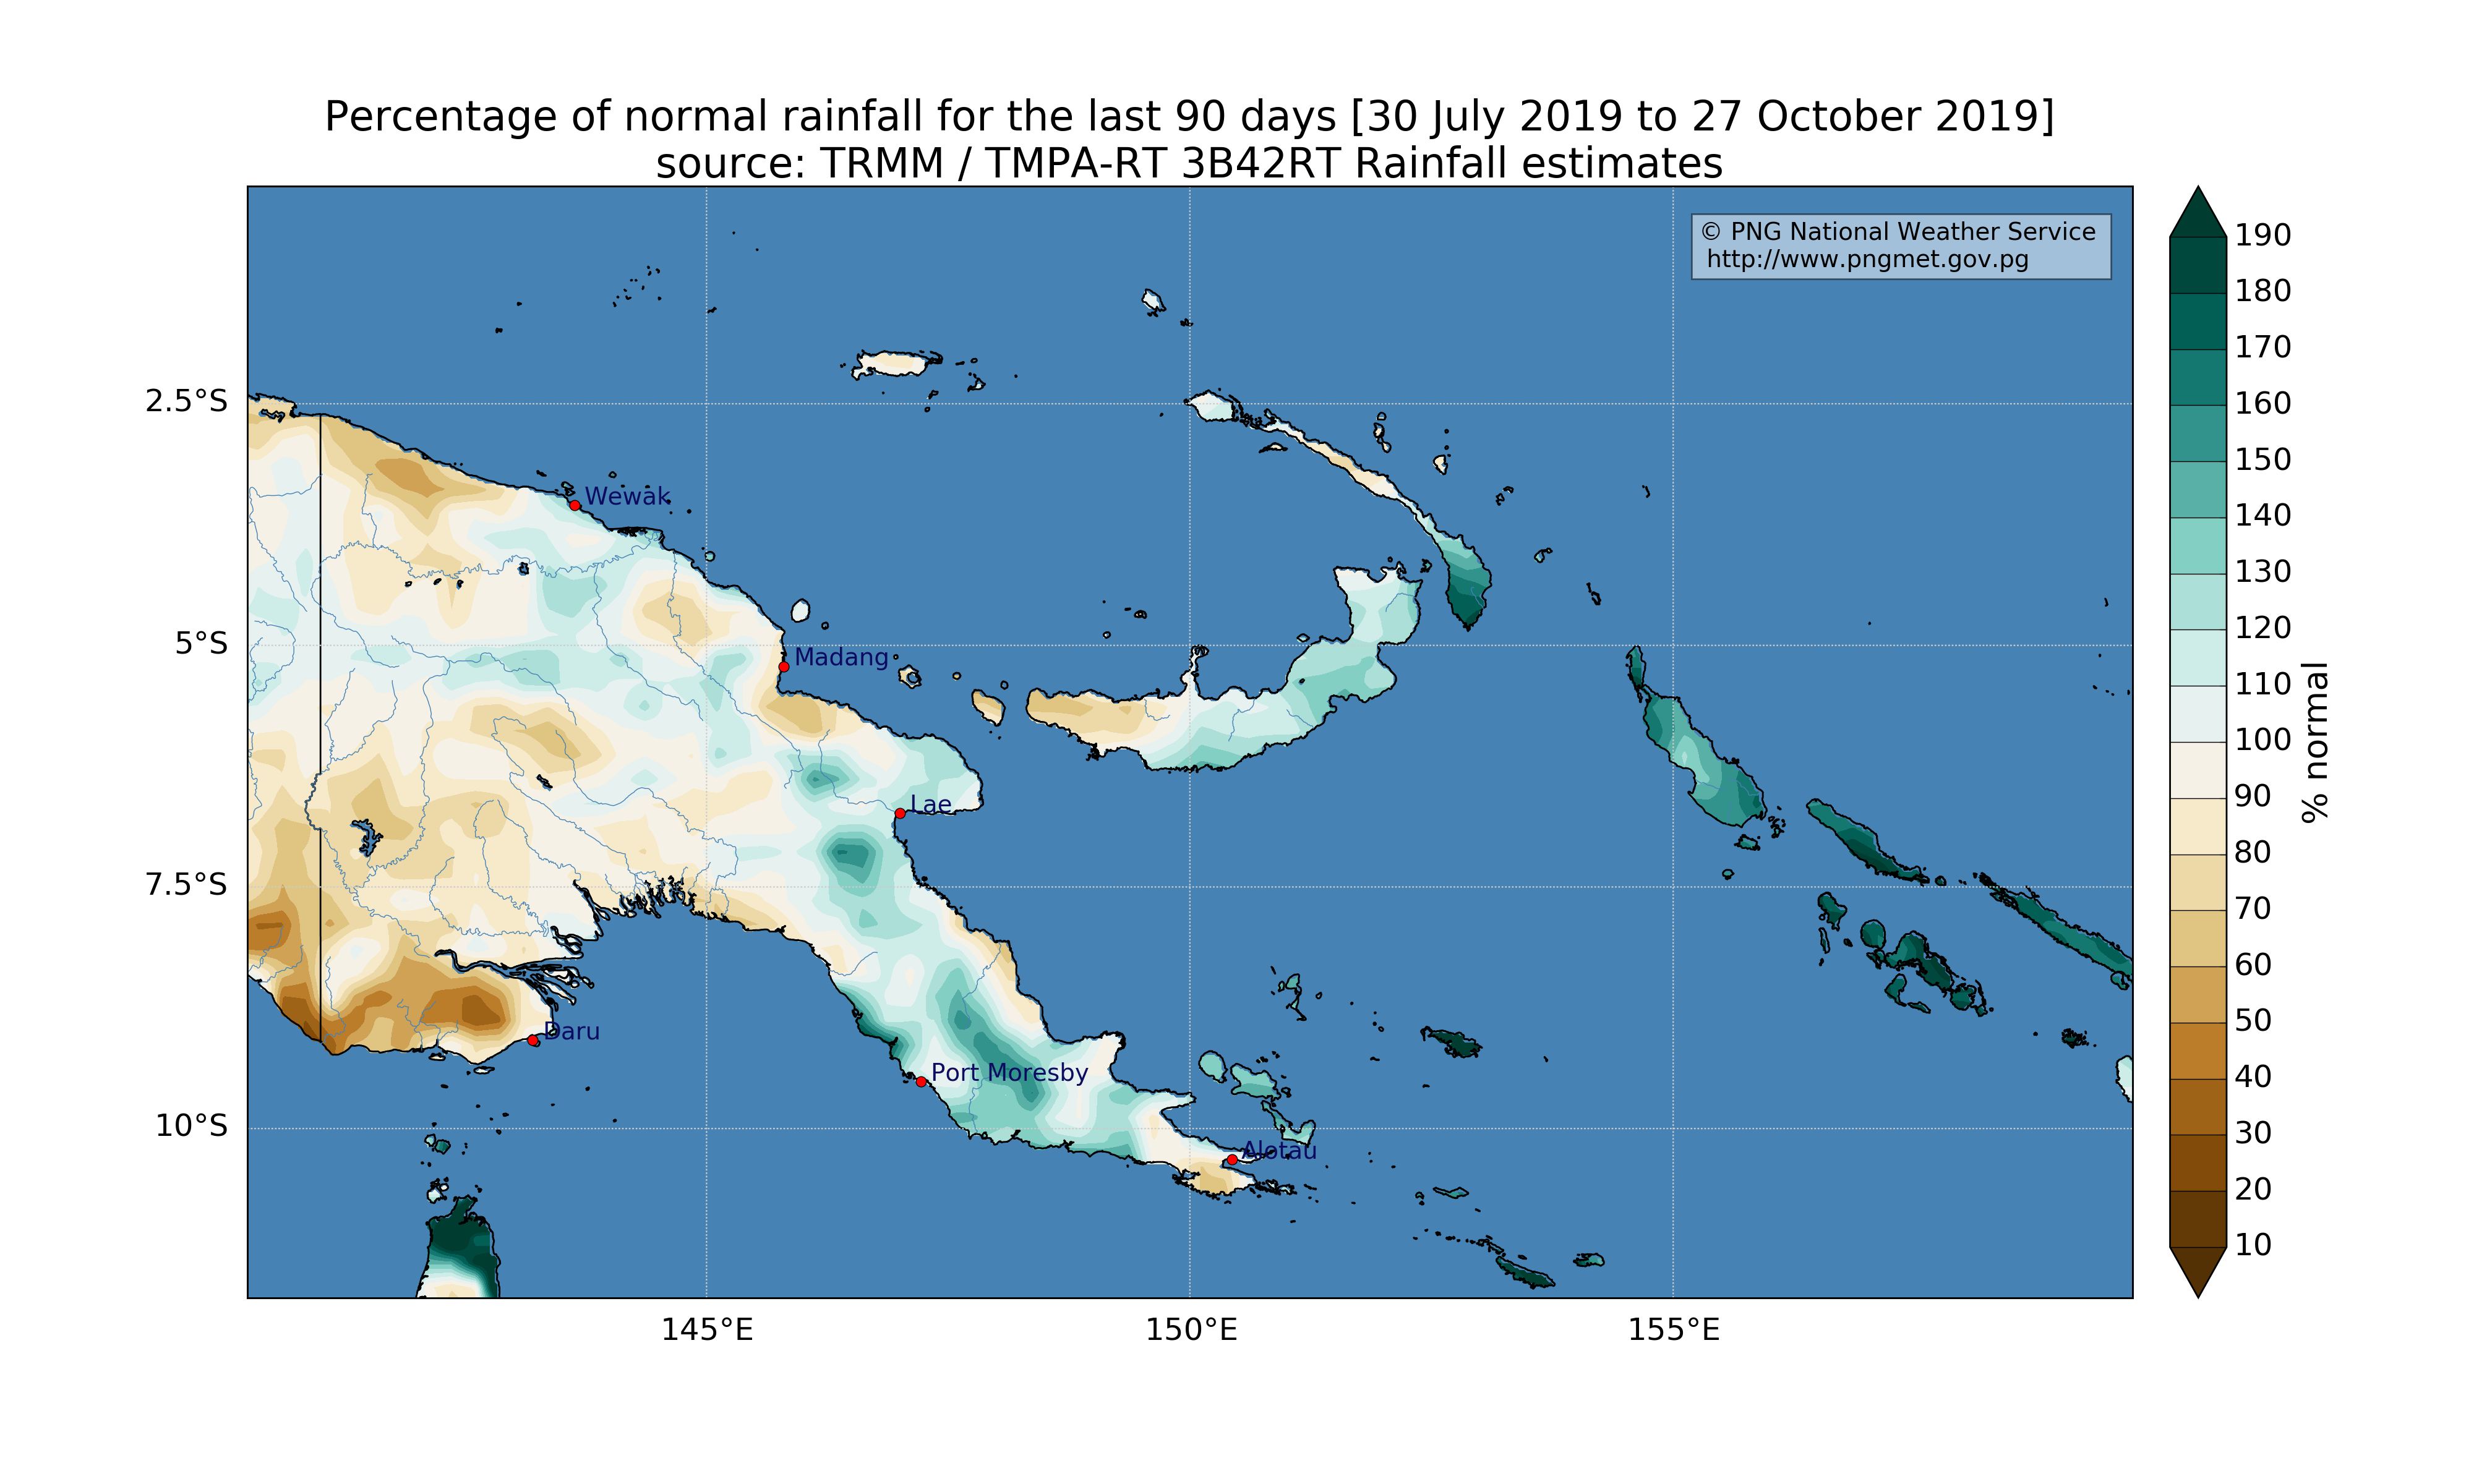 Percentage of normal rainfall for the last 90 days [30 July 2019 to 27 October 2019]
source: TRMM / TMPA-RT 3B42RT Rainfall estimates
© PNG National Weather Service
http://www.pngmet.gov.pg
2.5°S
5°S
7.5°S
10°S
Wewak
Madang
Lae
Daru
Port Moresby
Alotau
145°E
150°E
155°E
190
180
170
160
150
140
130
120
110
100
90
80
70
60
50
40
30
20
10
% normal